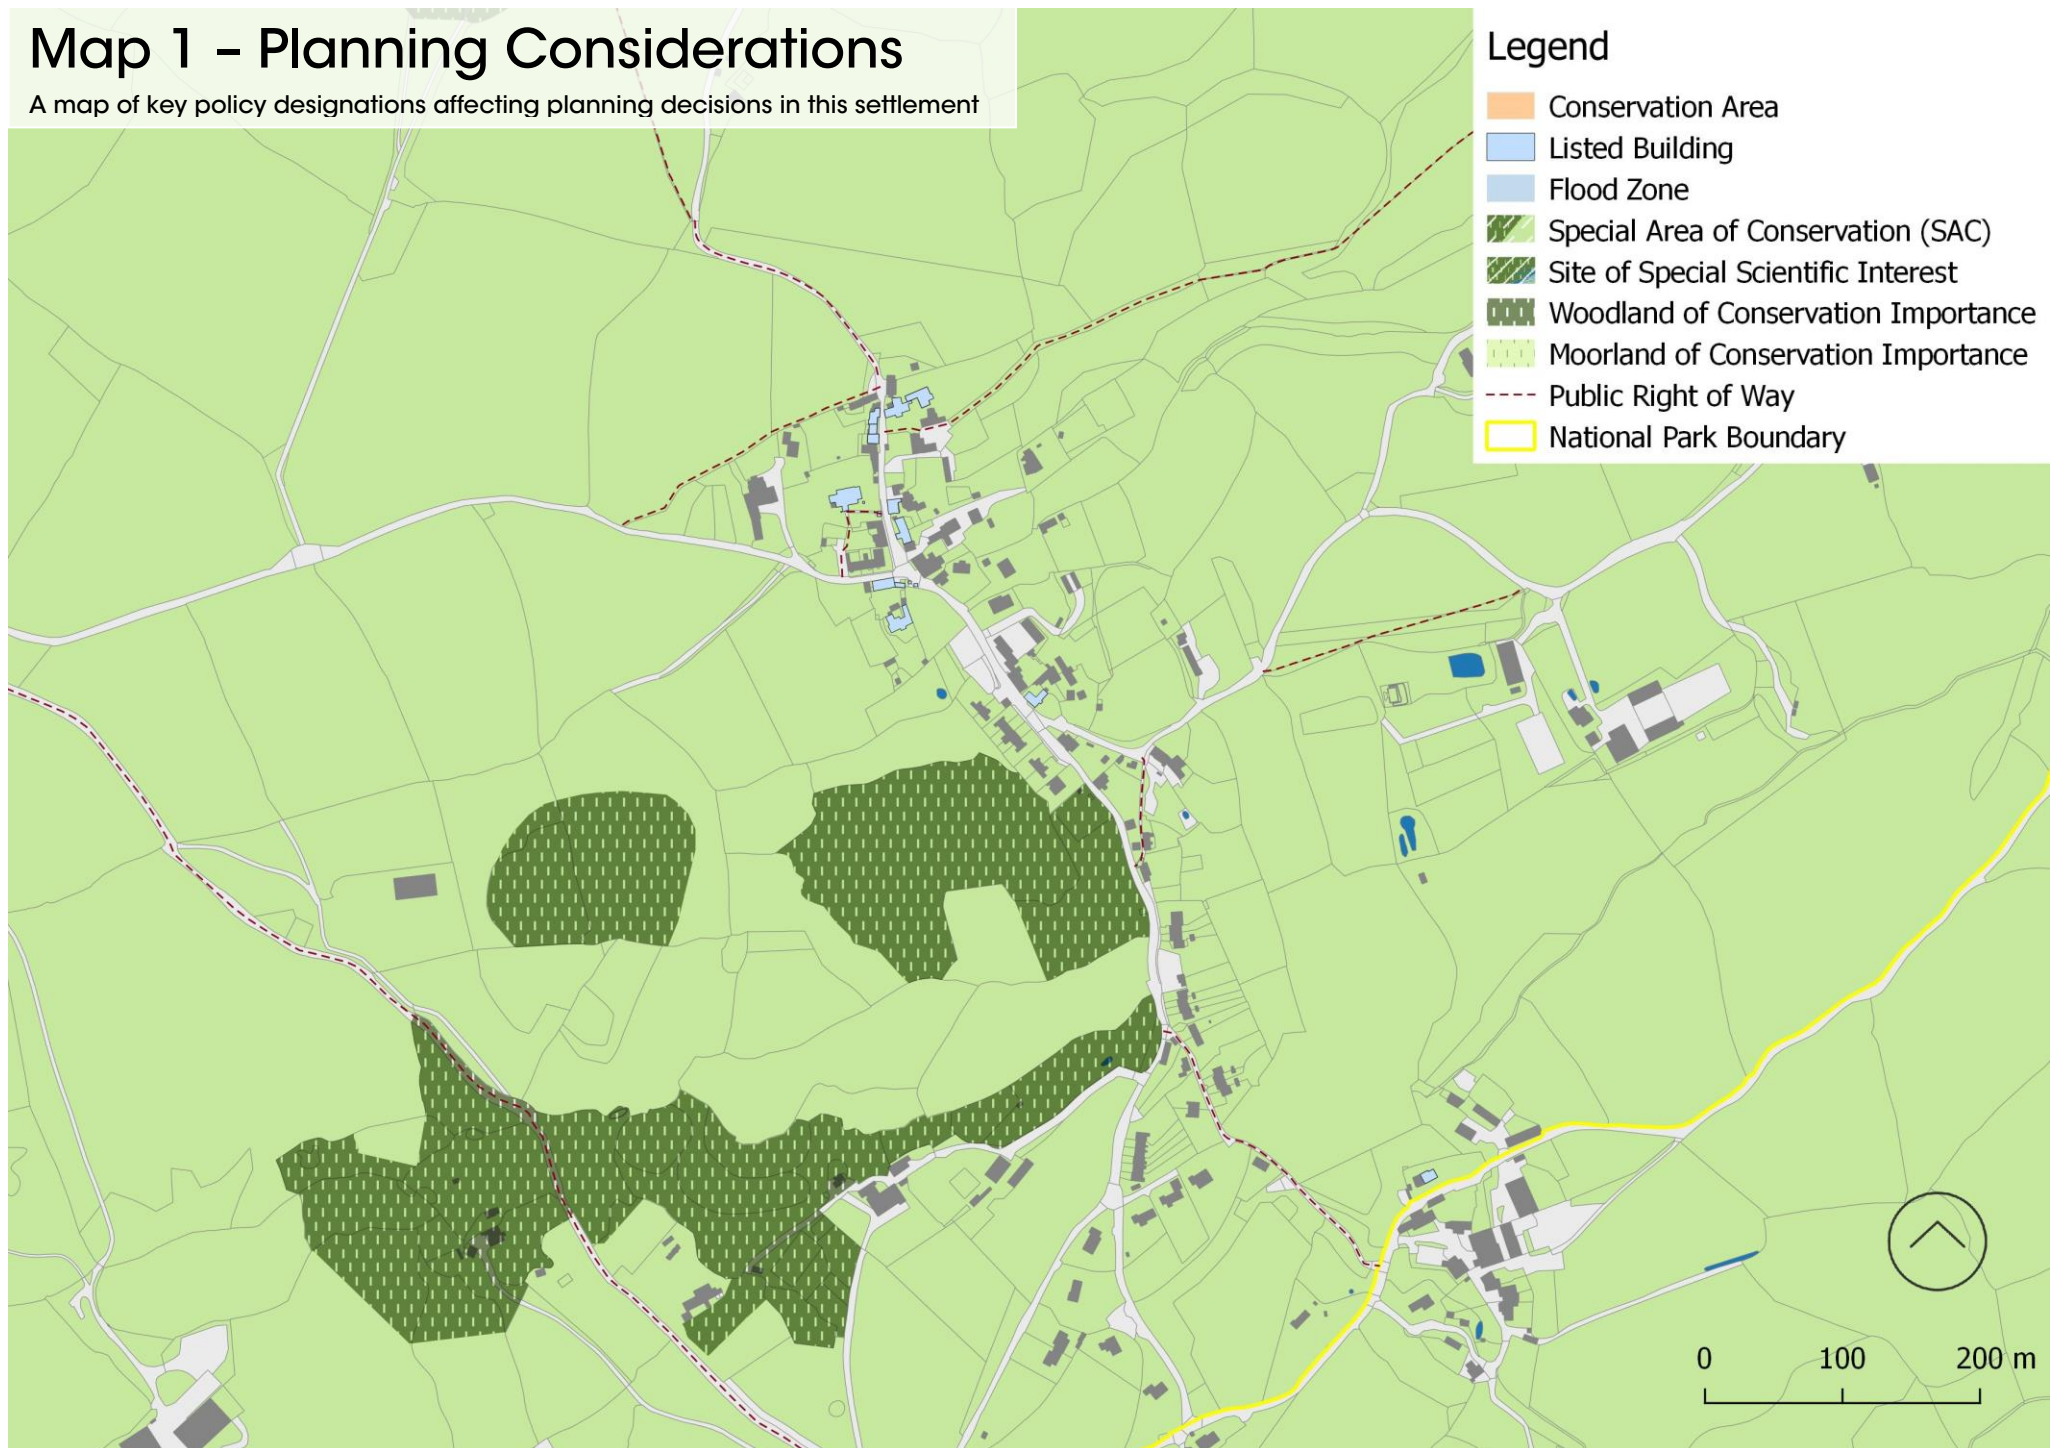 Map 1 – Planning Considerations
A map of key policy designations affecting planning decisions in this settlement
Legend
Conservation Area
Listed Building
Flood Zone
Special Area of Conservation (SAC)
Site of Special Scientific Interest
Woodland of Conservation Importance
Moorland of Conservation Importance
Public Right of Way
National Park Boundary
0 100 200 m